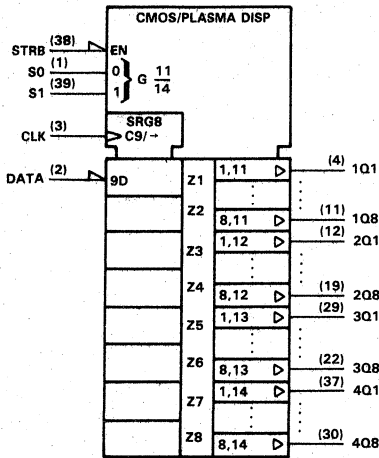 CMOS/PLASMA DISP
STRB (38) EN
S0 (1) 0
G 11/14
S1 (39) 1
SRG8
CLK (3) C9/→
DATA (2) 9D Z1 1,11 ▷ (4) 1Q1
Z2 8,11 ▷ (11) 1Q8
1,12 ▷ (12) 2Q1
Z3
Z4 8,12 ▷ (19) 2Q8
Z5 1,13 ▷ (29) 3Q1
Z6 8,13 ▷ (22) 3Q8
Z7 1,14 ▷ (37) 4Q1
Z8 8,14 ▷ (30) 4Q8